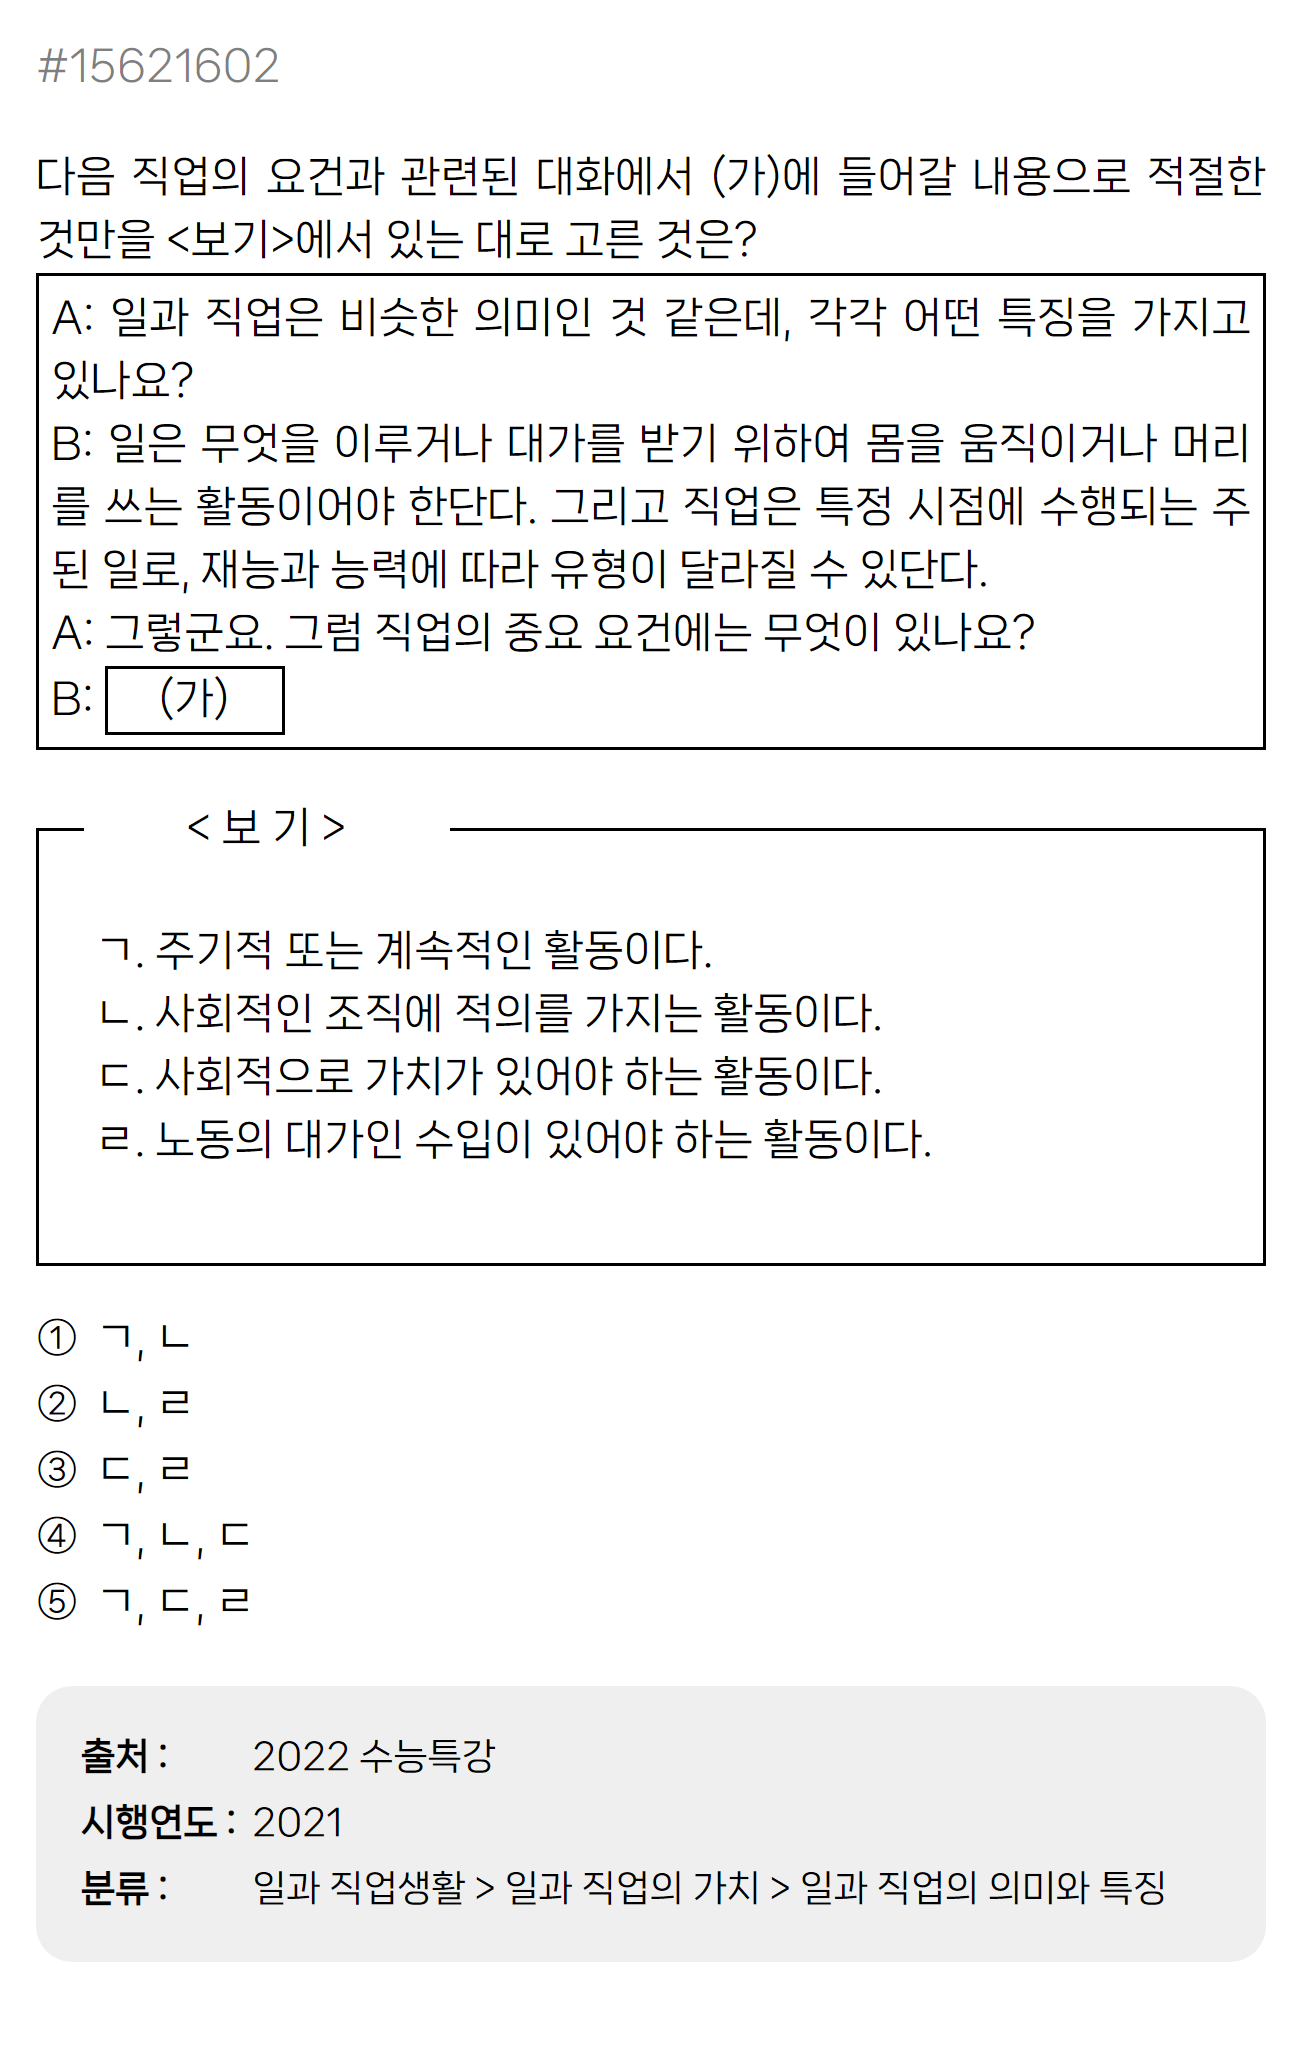 #15621602
다음 직업의 요건과 관련된 대화에서 (가)에 들어갈 내용으로 적절한
것만을 <보기>에서 있는 대로 고른 것은?
A: 일과 직업은 비슷한 의미인 것 같은데, 각각 어떤 특징을 가지고
있나요?
B: 일은 무엇을 이루거나 대가를 받기 위하여 몸을 움직이거나 머리
를 쓰는 활동이어야 한단다. 그리고 직업은 특정 시점에 수행되는 주
된 일로, 재능과 능력에 따라 유형이 달라질 수 있단다.
A: 그렇군요. 그럼 직업의 중요 요건에는 무엇이 있나요?
B: (가)
< 보 기 >
ㄱ. 주기적 또는 계속적인 활동이다.
ㄴ. 사회적인 조직에 적의를 가지는 활동이다.
ㄷ. 사회적으로 가치가 있어야 하는 활동이다.
ㄹ. 노동의 대가인 수입이 있어야 하는 활동이다.
① ㄱ, ㄴ
② ㄴ, ㄹ
③ ㄷ, ㄹ
④ ㄱ, ㄴ, ㄷ
⑤ ㄱ, ㄷ, ㄹ
출처 : 2022 수능특강
시행연도 : 2021
분류 : 일과 직업생활 > 일과 직업의 가치 > 일과 직업의 의미와 특징